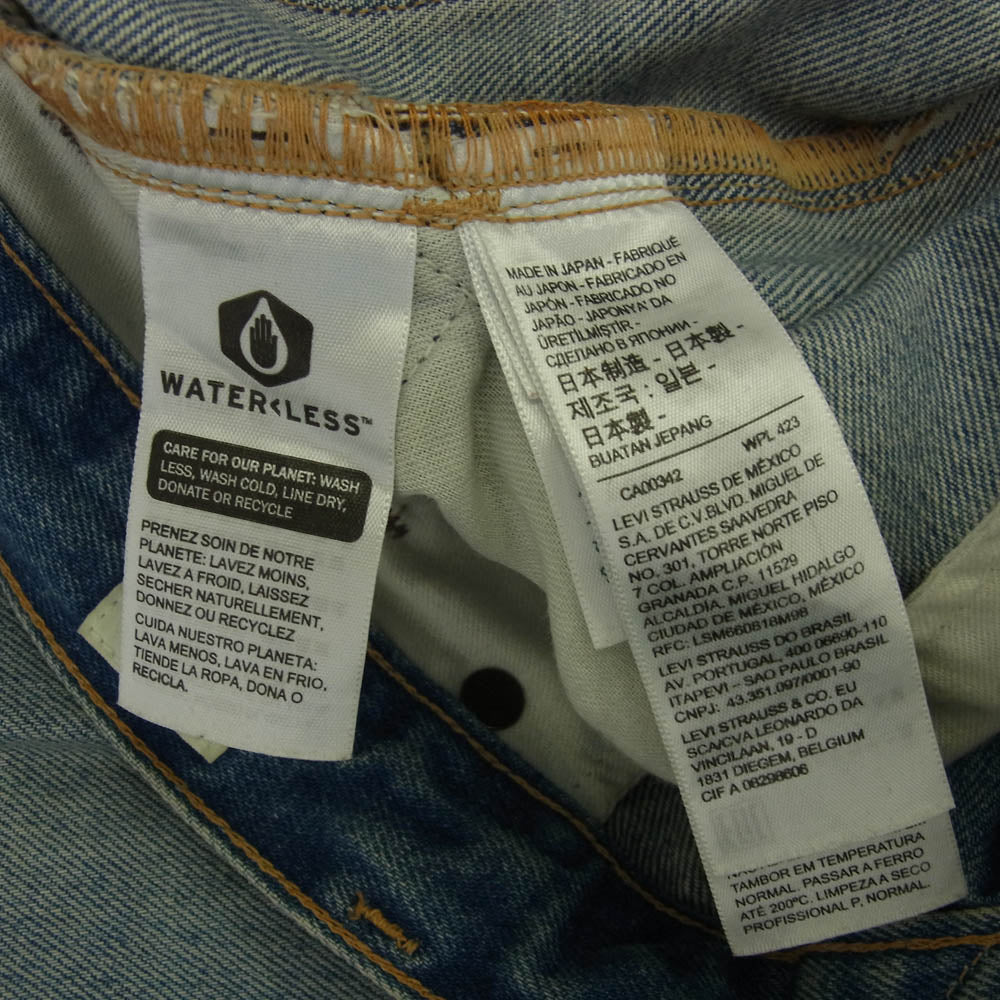 WATER<LESS™
CARE FOR OUR PLANET: WASH
LESS, WASH COLD, LINE DRY,
DONATE OR RECYCLE
PRENEZ SOIN DE NOTRE
PLANETE: LAVEZ MOINS,
LAVEZ A FROID, LAISSEZ
SECHER NATURELLEMENT,
DONNEZ OU RECYCLEZ
CUIDA NUESTRO PLANETA:
LAVA MENOS, LAVA EN FRIO,
TIENDE LA ROPA, DONA O
RECICLA.
MADE IN JAPAN - FABRIQUÉ
AU JAPON - FABRICADO EN
JAPÓN - FABRICADO NO
JAPÃO - JAPONYA'DA
ÜRETİLMİŞTİR -
СДЕЛАНО В ЯПОНИИ -
日本制造 - 日本製 -
제조국 : 일본 -
日本製 -
BUATAN JEPANG
WPL 423
CA00342
LEVI STRAUSS DE MÉXICO
S.A. DE C.V.BLVD. MIGUEL DE
CERVANTES SAAVEDRA
NO. 301, TORRE NORTE PISO
7 COL. AMPLIACIÓN
GRANADA C.P. 11529
ALCALDÍA. MIGUEL HIDALGO
CIUDAD DE MÉXICO, MÉXICO
RFC: LSM660618M98
LEVI STRAUSS DO BRASIL
AV. PORTUGAL, 400 06690-110
ITAPEVI - SAO PAULO BRASIL
CNPJ: 43.351.097/0001-90
LEVI STRAUSS & CO. EU
SCA/CVA LEONARDO DA
VINCILAAN, 19 - D
1831 DIEGEM, BELGIUM
CIF A 08298606
TAMBOR EM TEMPERATURA
NORMAL. PASSAR A FERRO
ATÉ 200ºC. LIMPEZA A SECO
PROFISSIONAL P, NORMAL.